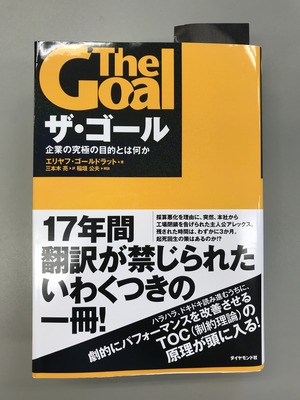 The
Goal
ザ・ゴール
企業の究極の目的とは何か
エリヤフ・ゴールドラット・著
三本木 亮・訳 稲垣 公夫・解説
17年間
翻訳が禁じられた
いわくつきの
一冊!
採算悪化を理由に、突然、本社から
工場閉鎖を告げられた主人公アレックス。
残された時間は、わずかに3か月。
起死回生の策はあるのか!?
ハラハラ、ドキドキ読み進むうちに、
劇的にパフォーマンスを改善させる
TOC(制約理論)の
原理が頭に入る!
ダイヤモンド社